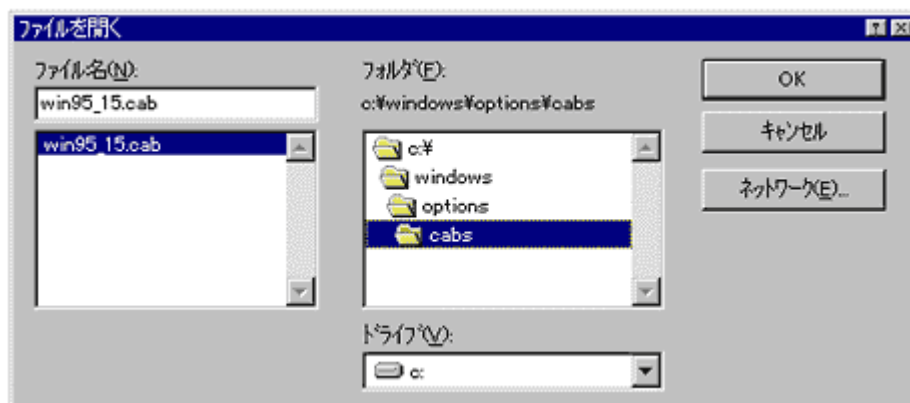 ファイルを開く
ファイル名(N):
win95_15.cab
win95_15.cab
フォルダ(F):
c:¥windows¥options¥cabs
c:¥
windows
options
cabs
ドライブ(V):
c:
OK
キャンセル
ネットワーク(E)...